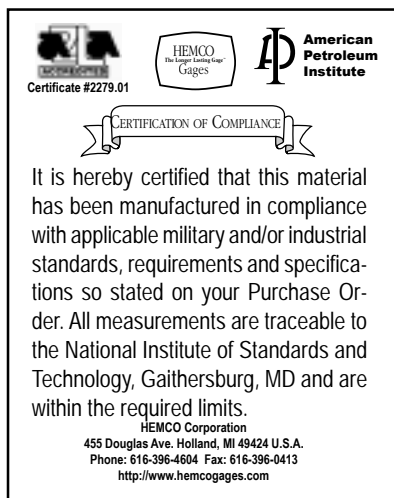 ACCREDITED
Certificate #2279.01
HEMCO
The Longer Lasting Gage™
Gages
American
Petroleum
Institute
CERTIFICATION OF COMPLIANCE
It is hereby certified that this material
has been manufactured in compliance
with applicable military and/or industrial
standards, requirements and specifica-
tions so stated on your Purchase Or-
der. All measurements are traceable to
the National Institute of Standards and
Technology, Gaithersburg, MD and are
within the required limits.
HEMCO Corporation
455 Douglas Ave. Holland, MI 49424 U.S.A.
Phone: 616-396-4604 Fax: 616-396-0413
http://www.hemcogages.com